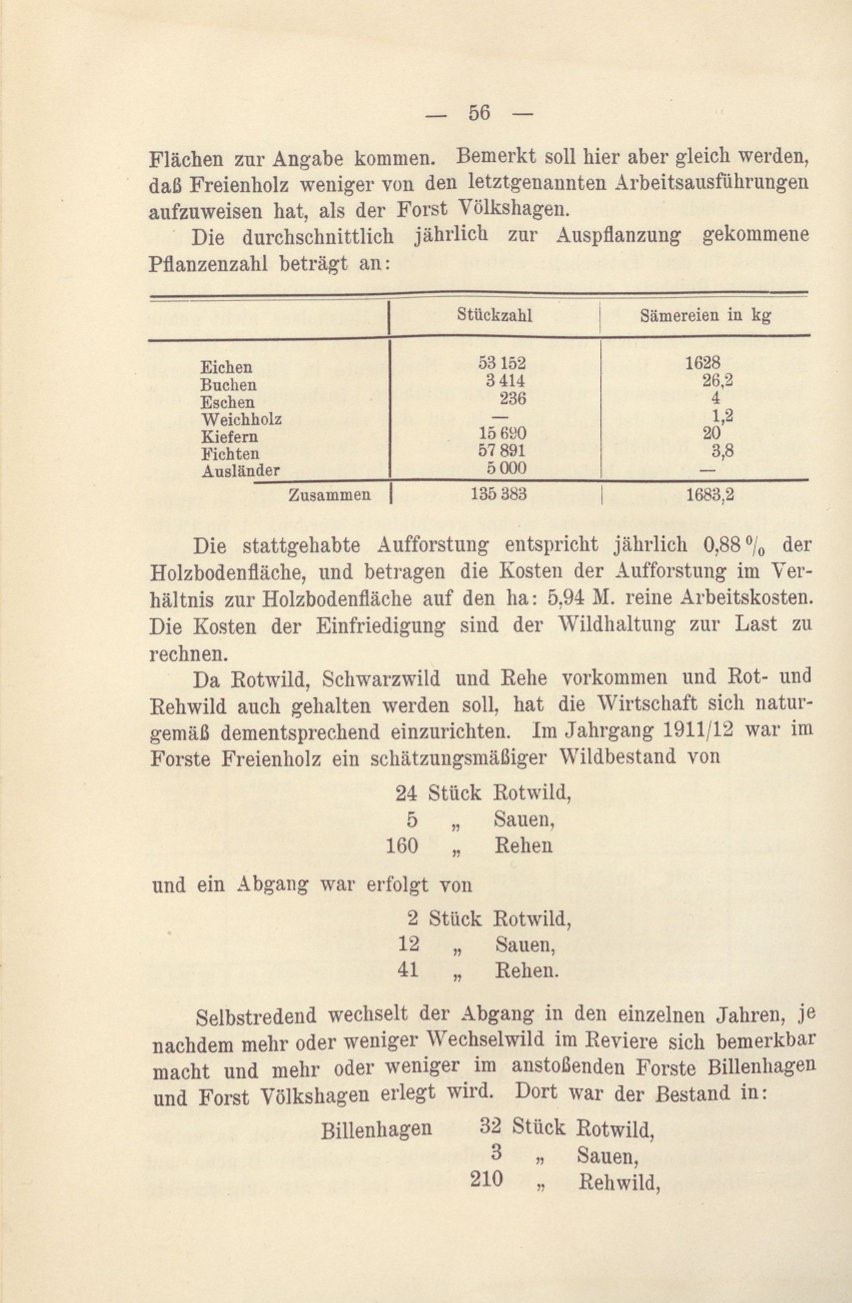 — 56 —
Flächen zur Angabe kommen. Bemerkt soll hier aber gleich werden,
daß Freienholz weniger von den letztgenannten Arbeitsausführungen
aufzuweisen hat, als der Forst Völkshagen.
Die durchschnittlich jährlich zur Auspflanzung gekommene
Pflanzenzahl beträgt an:
Stückzahl Sämereien in kg
Eichen 53 152 1628
Buchen 3 414 26,2
Eschen 236 4
Weichholz — 1,2
Kiefern 15 690 20
Fichten 57 891 3,8
Ausländer 5 000 —
Zusammen 135 383 1683,2
Die stattgehabte Aufforstung entspricht jährlich 0,88 % der
Holzbodenfläche, und betragen die Kosten der Aufforstung im Ver-
hältnis zur Holzbodenfläche auf den ha: 5,94 M. reine Arbeitskosten.
Die Kosten der Einfriedigung sind der Wildhaltung zur Last zu
rechnen.
Da Rotwild, Schwarzwild und Rehe vorkommen und Rot- und
Rehwild auch gehalten werden soll, hat die Wirtschaft sich natur-
gemäß dementsprechend einzurichten. Im Jahrgang 1911/12 war im
Forste Freienholz ein schätzungsmäßiger Wildbestand von
24 Stück Rotwild,
5 „ Sauen,
160 „ Rehen
und ein Abgang war erfolgt von
2 Stück Rotwild,
12 „ Sauen,
41 „ Rehen.
Selbstredend wechselt der Abgang in den einzelnen Jahren, je
nachdem mehr oder weniger Wechselwild im Reviere sich bemerkbar
macht und mehr oder weniger im anstoßenden Forste Billenhagen
und Forst Völkshagen erlegt wird. Dort war der Bestand in:
Billenhagen 32 Stück Rotwild,
3 „ Sauen,
210 „ Rehwild,